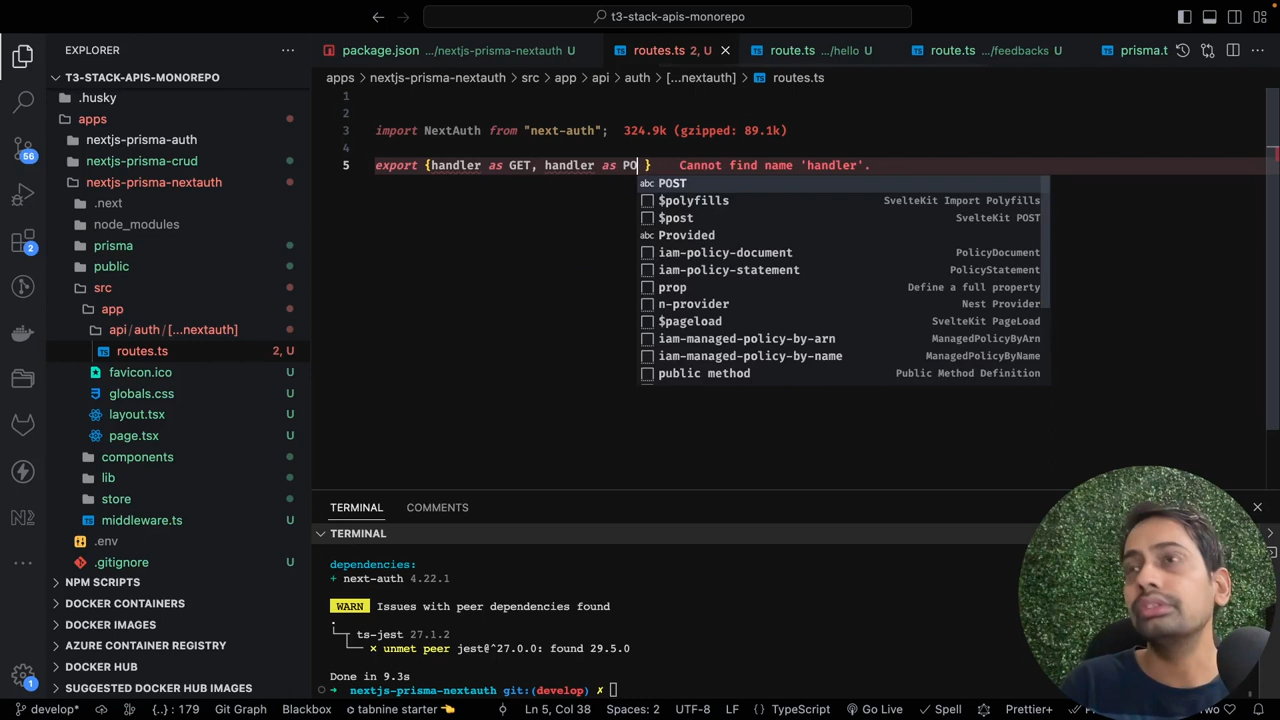 t3-stack-apis-monorepo
EXPLORER
package.json .../nextjs-prisma-nextauth U
routes.ts 2, U
route.ts .../hello U
route.ts .../feedbacks U
prisma.t
T3-STACK-APIS-MONOREPO
apps > nextjs-prisma-nextauth > src > app > api > auth > [...nextauth] > routes.ts
.husky
apps
nextjs-prisma-auth
nextjs-prisma-crud
nextjs-prisma-nextauth
.next
node_modules
prisma
public
src
app
api/auth/[...nextauth]
routes.ts 2, U
favicon.ico U
globals.css U
layout.tsx U
page.tsx U
components
lib
store
middleware.ts U
.env
.gitignore U
NPM SCRIPTS
DOCKER CONTAINERS
DOCKER IMAGES
AZURE CONTAINER REGISTRY
DOCKER HUB
SUGGESTED DOCKER HUB IMAGES
56
2
1
1
2
3 import NextAuth from "next-auth"; 324.9k (gzipped: 89.1k)
4
5 export {handler as GET, handler as PO } Cannot find name 'handler'.
abc POST
$polyfills SvelteKit Import Polyfills
$post SvelteKit POST
abc Provided
iam-policy-document PolicyDocument
iam-policy-statement PolicyStatement
prop Define a full property
n-provider Nest Provider
$pageload SvelteKit PageLoad
iam-managed-policy-by-arn ManagedPolicyByArn
iam-managed-policy-by-name ManagedPolicyByName
public method Public Method Definition
TERMINAL COMMENTS
TERMINAL
dependencies:
+ next-auth 4.22.1
WARN Issues with peer dependencies found
.
ts-jest 27.1.2
✕ unmet peer jest@^27.0.0: found 29.5.0
Done in 9.3s
➜ nextjs-prisma-nextauth git:(develop) ✗
develop* {..} : 179 Git Graph Blackbox tabnine starter 👈 Ln 5, Col 38 Spaces: 2 UTF-8 LF TypeScript Go Live Spell Prettier+ Two